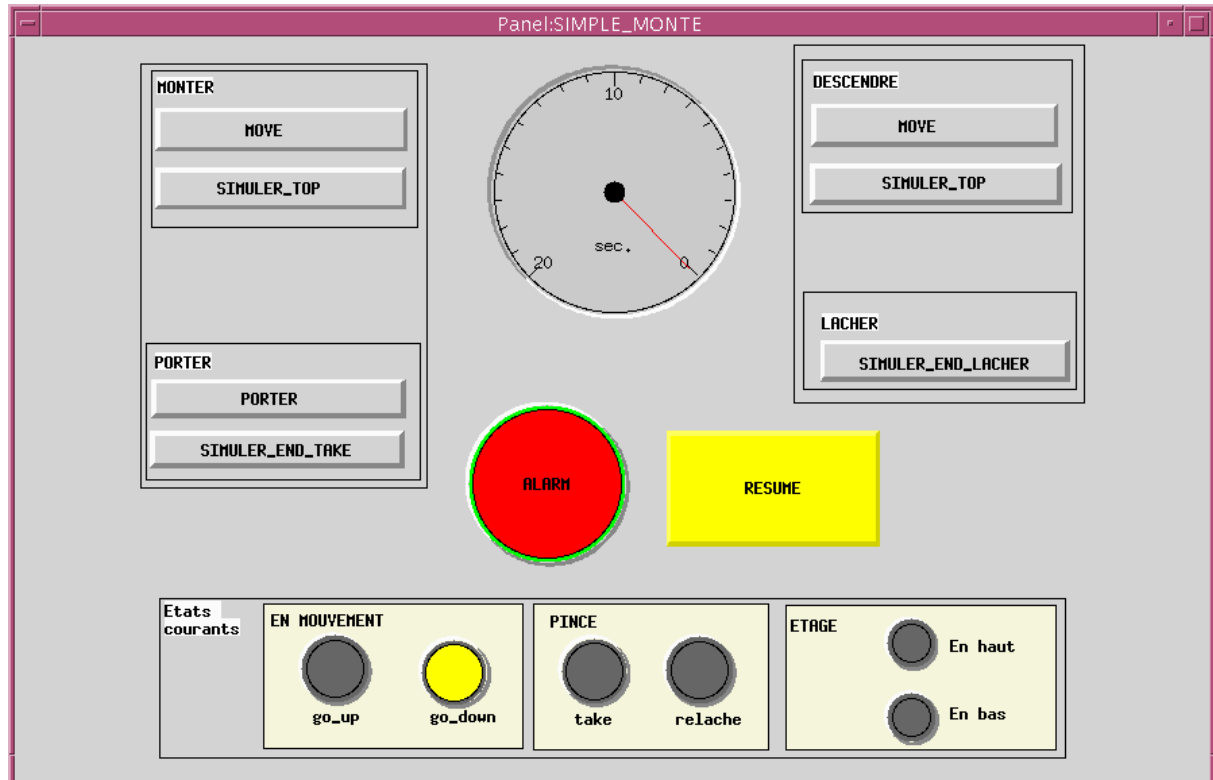 Panel:SIMPLE_MONTE
MONTER
MOVE
SIMULER_TOP
10
sec.
20
0
DESCENDRE
MOVE
SIMULER_TOP
LACHER
SIMULER_END_LACHER
PORTER
PORTER
SIMULER_END_TAKE
ALARM
RESUME
Etats
courants
EN MOUVEMENT
go_up
go_down
PINCE
take
relache
ETAGE
En haut
En bas